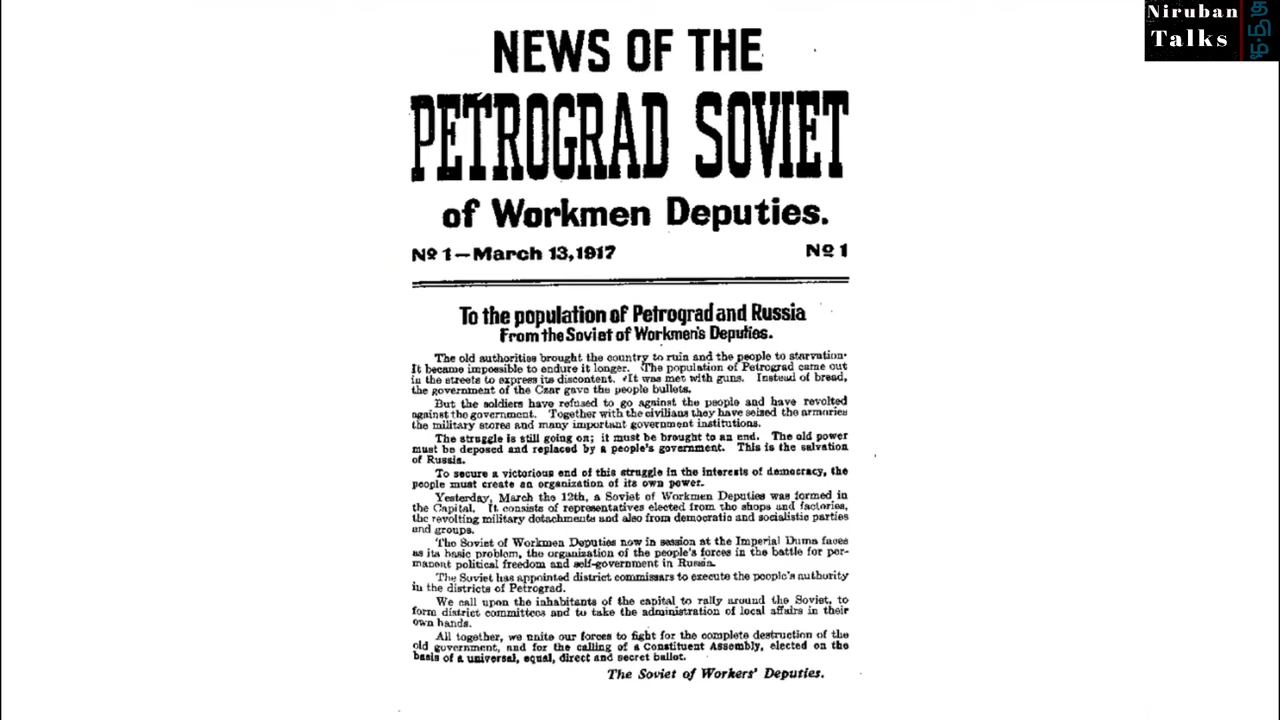 Niruban
Talks
NEWS OF THE
PETROGRAD SOVIET
of Workmen Deputies.
№ 1—March 13, 1917 № 1
To the population of Petrograd and Russia
From the Soviet of Workmen's Deputies.
The old authorities brought the country to ruin and the people to starvation.
It became impossible to endure it longer. The population of Petrograd came out
in the streets to express its discontent. It was met with guns. Instead of bread,
the government of the Czar gave the people bullets.
But the soldiers have refused to go against the people and have revolted
against the government. Together with the civilians they have seized the armories
the military stores and many important government institutions.
The struggle is still going on; it must be brought to an end. The old power
must be deposed and replaced by a people's government. This is the salvation
of Russia.
To secure a victorious end of this struggle in the interests of democracy, the
people must create an organization of its own power.
Yesterday, March the 12th, a Soviet of Workmen Deputies was formed in
the Capital. It consists of representatives elected from the shops and factories,
the revolting military detachments and also from democratic and socialistic parties
and groups.
The Soviet of Workmen Deputies now in session at the Imperial Duma faces
as its basic problem, the organization of the people's forces in the battle for per-
manent political freedom and self-government in Russia.
The Soviet has appointed district commissars to execute the people's authority
in the districts of Petrograd.
We call upon the inhabitants of the capital to rally around the Soviet, to
form district committees and to take the administration of local affairs in their
own hands.
All together, we unite our forces to fight for the complete destruction of the
old government, and for the calling of a Constituent Assembly, elected on the
basis of a universal, equal, direct and secret ballot.
The Soviet of Workers' Deputies.